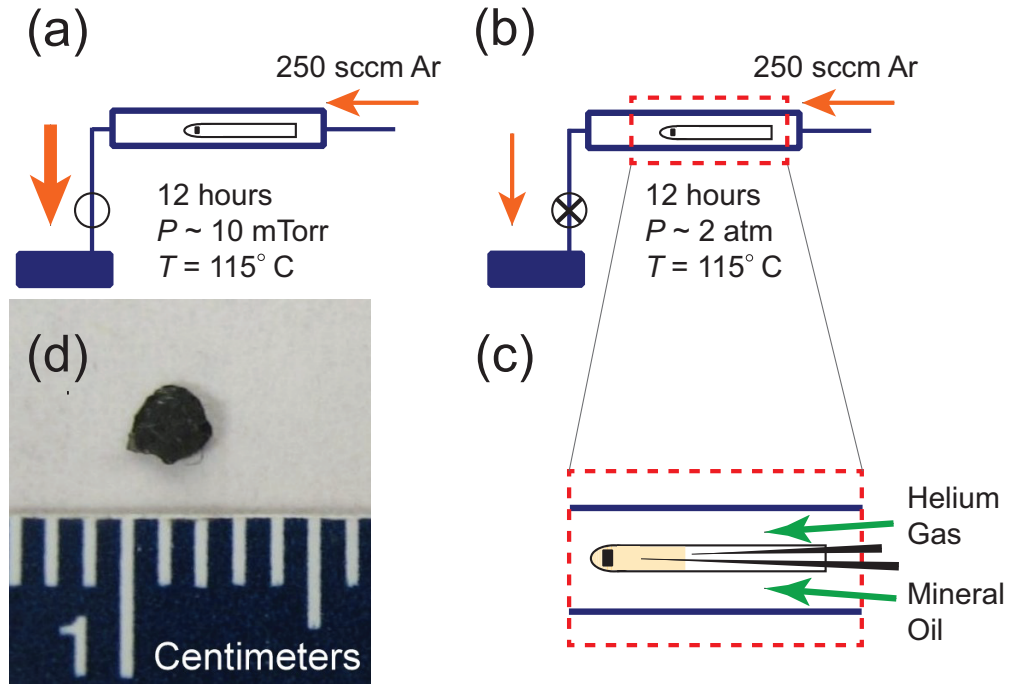 (a)
250 sccm Ar
12 hours
P ~ 10 mTorr
T = 115° C
(b)
250 sccm Ar
12 hours
P ~ 2 atm
T = 115° C
(d)
1
Centimeters
(c)
Helium
Gas
Mineral
Oil